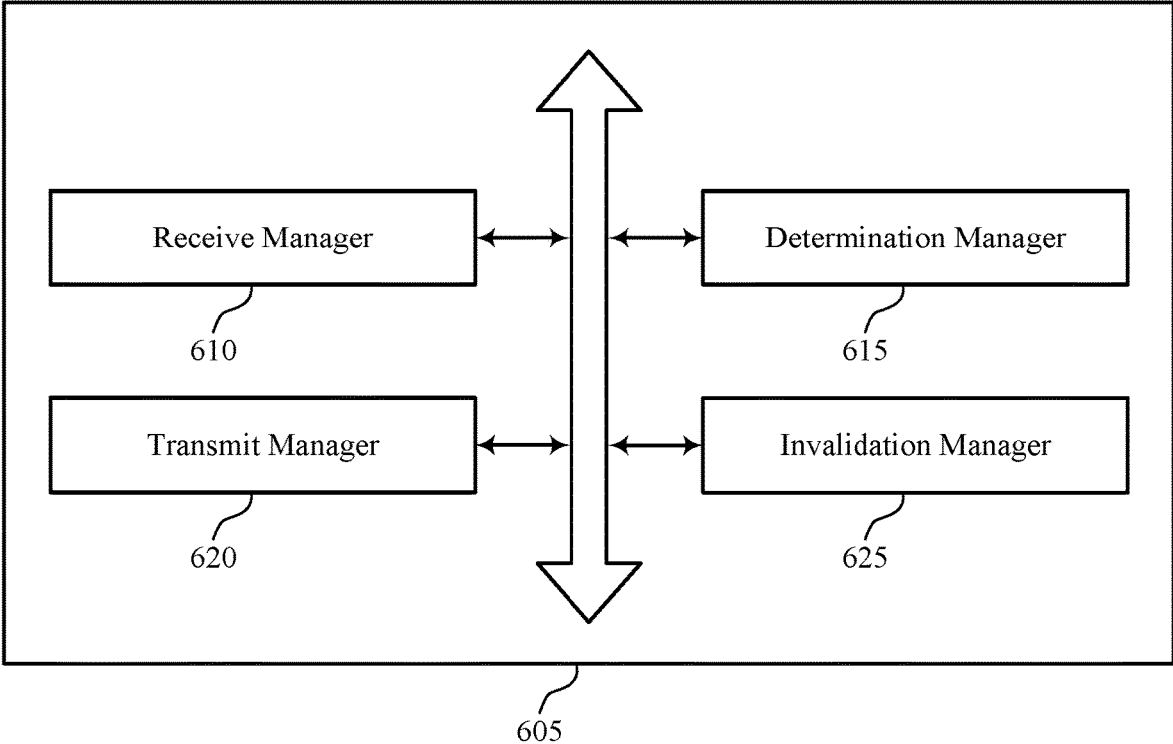 Receive Manager
Determination Manager
610
615
Transmit Manager
Invalidation Manager
620
625
605